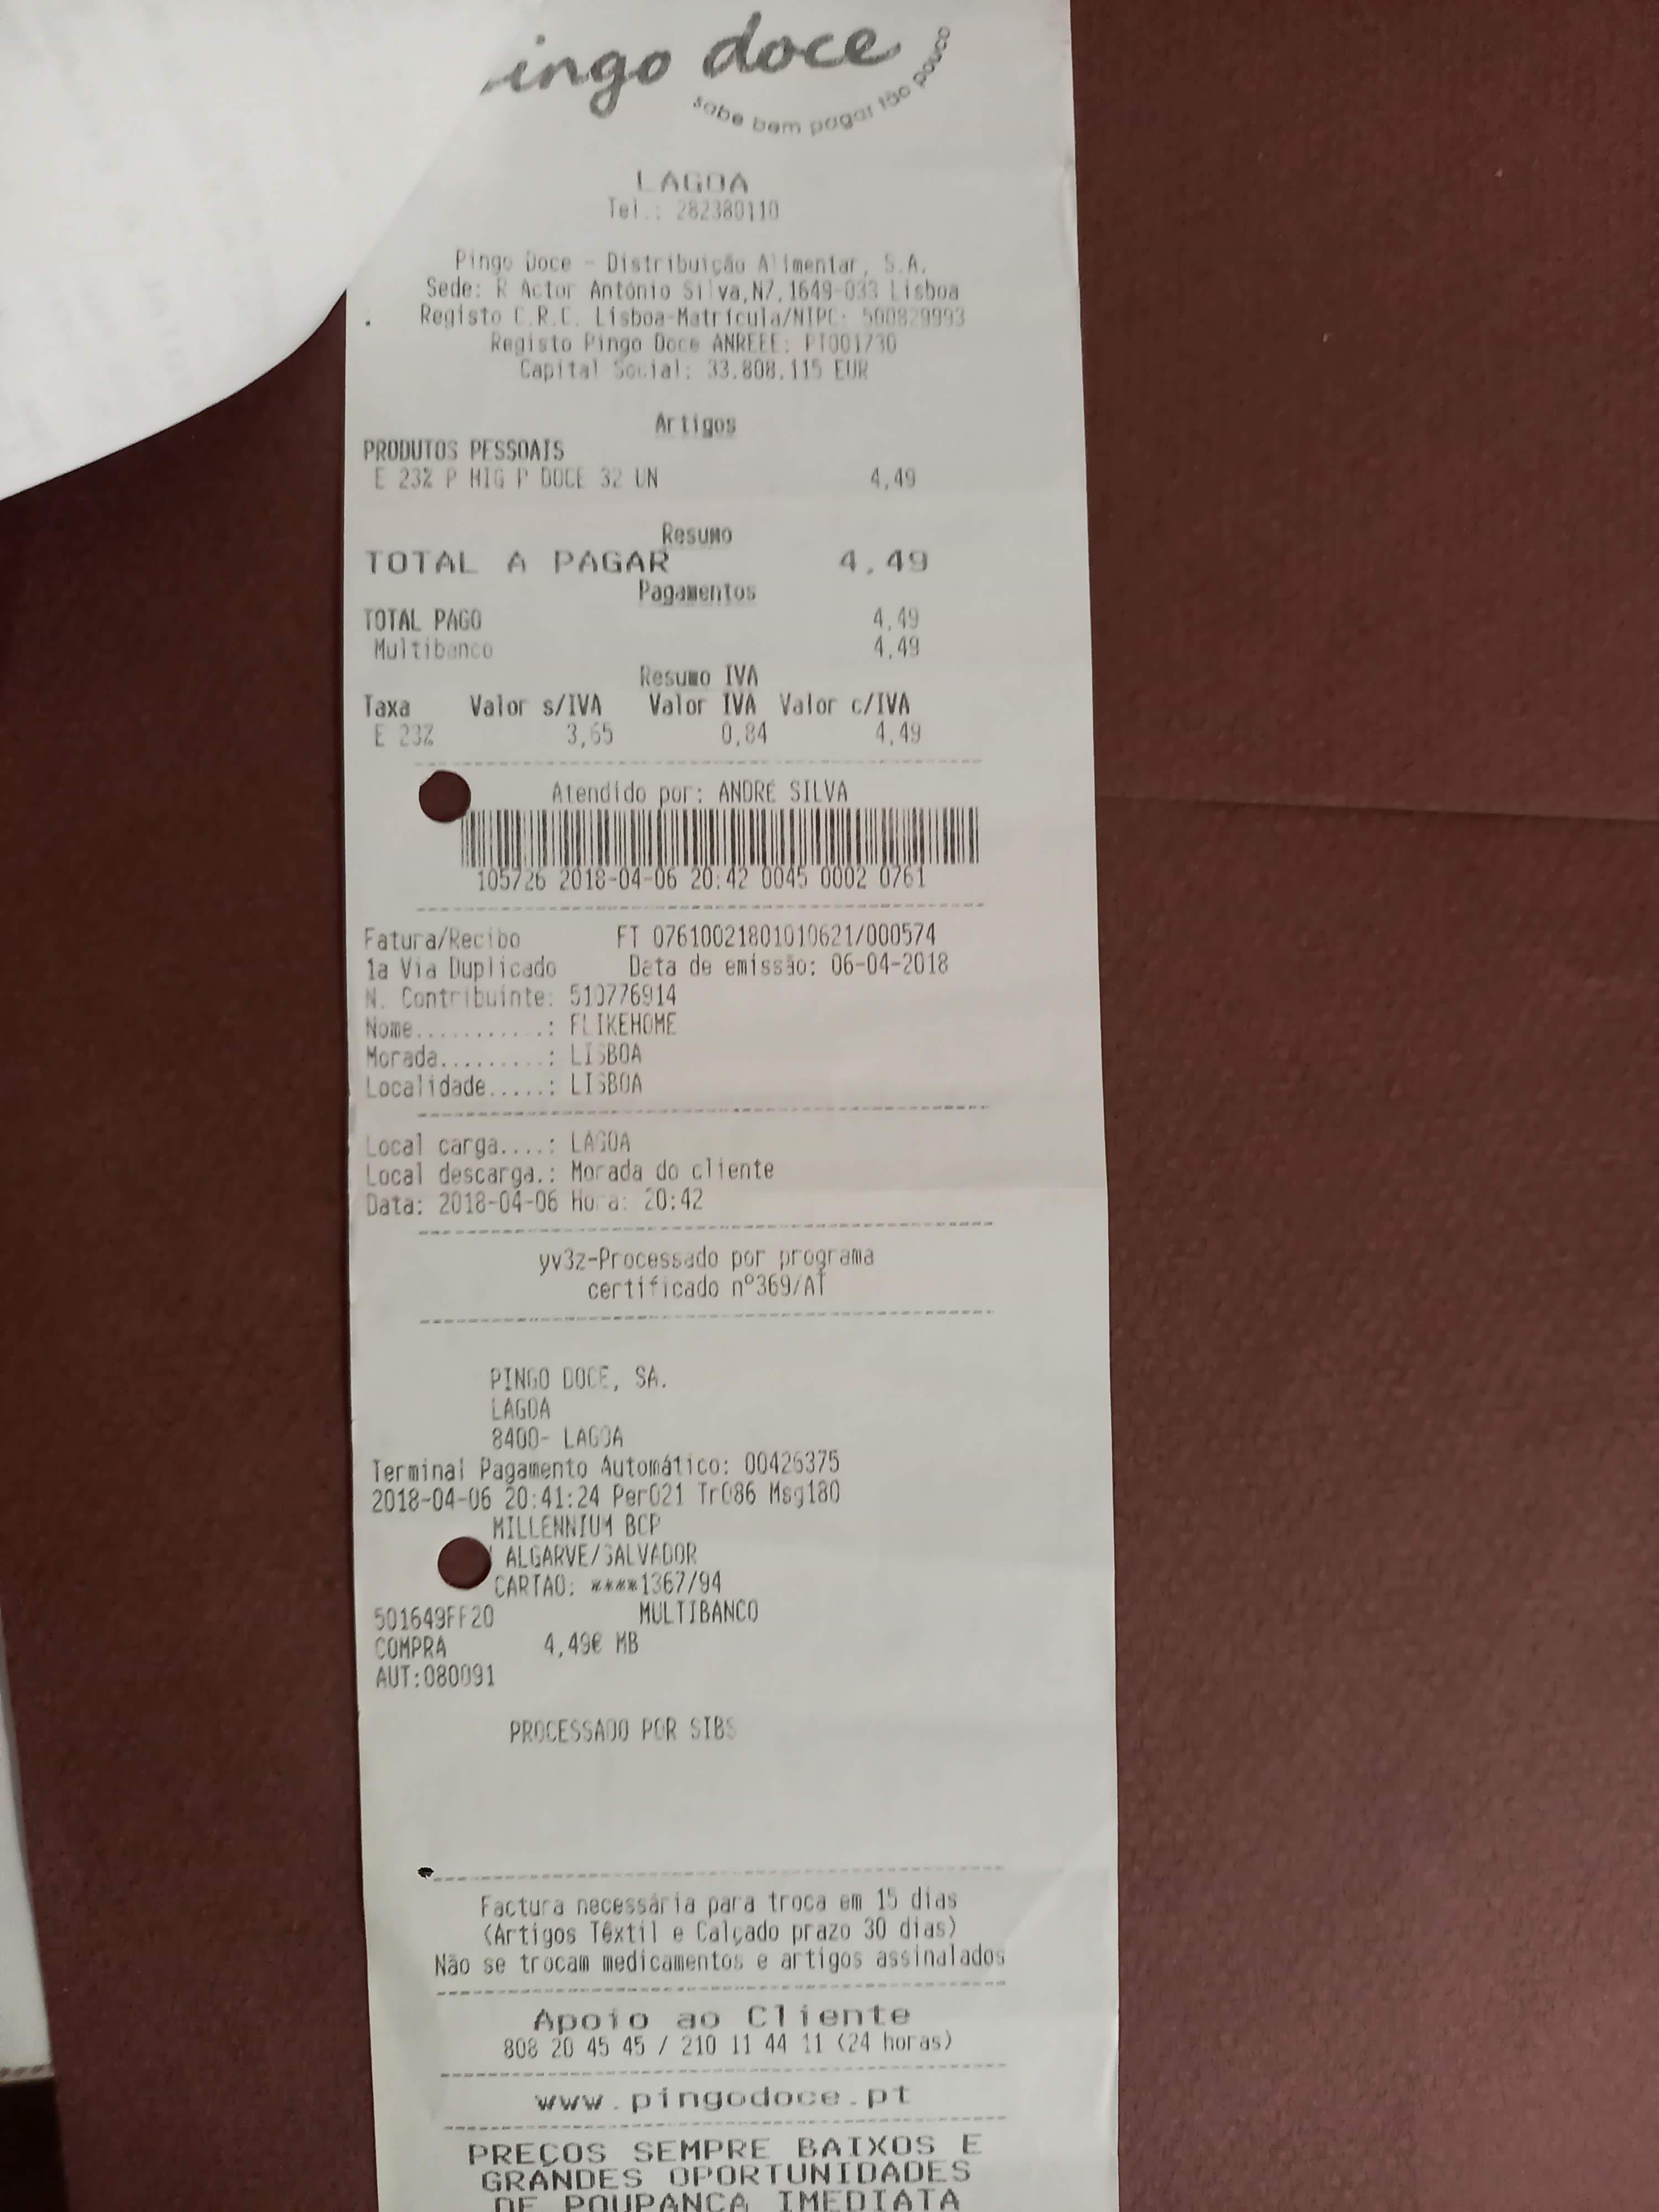 ingo doce
sabe bem pagar tão pouco
LAGOA
Tel.: 282380110
Pingo Doce - Distribuição Alimentar, S.A.
Sede: R Actor António Silva,N7,1649-033 Lisboa
Registo C.R.C. Lisboa-Matrícula/NIPC: 500829993
Registo Pingo Doce ANREEE: PT001730
Capital Social: 33.808.115 EUR
Artigos
PRODUTOS PESSOAIS
E 23% P HIG P DOCE 32 UN 4,49
Resumo
TOTAL A PAGAR 4,49
Pagamentos
TOTAL PAGO 4,49
Multibanco 4,49
Resumo IVA
Taxa Valor s/IVA Valor IVA Valor c/IVA
E 23% 3,65 0,84 4,49
Atendido por: ANDRÉ SILVA
105726 2018-04-06 20:42 0045 0002 0761
Fatura/Recibo FT 07610021801010621/000574
1a Via Duplicado Data de emissão: 06-04-2018
N. Contribuinte: 510776914
Nome...........: FLIKEHOME
Morada.........: LISBOA
Localidade.....: LISBOA
Local carga....: LAGOA
Local descarga.: Morada do cliente
Data: 2018-04-06 Hora: 20:42
yv3z-Processado por programa
certificado nº369/AT
PINGO DOCE, SA.
LAGOA
8400- LAGOA
Terminal Pagamento Automático: 00426375
2018-04-06 20:41:24 Per021 Tr086 Msg180
MILLENNIUM BCP
ALGARVE/SALVADOR
CARTAO: ****1367/94
501649FF20 MULTIBANCO
COMPRA 4,49€ MB
AUT:080091
PROCESSADO POR SIBS
Factura necessária para troca em 15 dias
(Artigos Têxtil e Calçado prazo 30 dias)
Não se trocam medicamentos e artigos assinalados
Apoio ao Cliente
808 20 45 45 / 210 11 44 11 (24 horas)
www.pingodoce.pt
PREÇOS SEMPRE BAIXOS E
GRANDES OPORTUNIDADES
DE POUPANÇA IMEDIATA